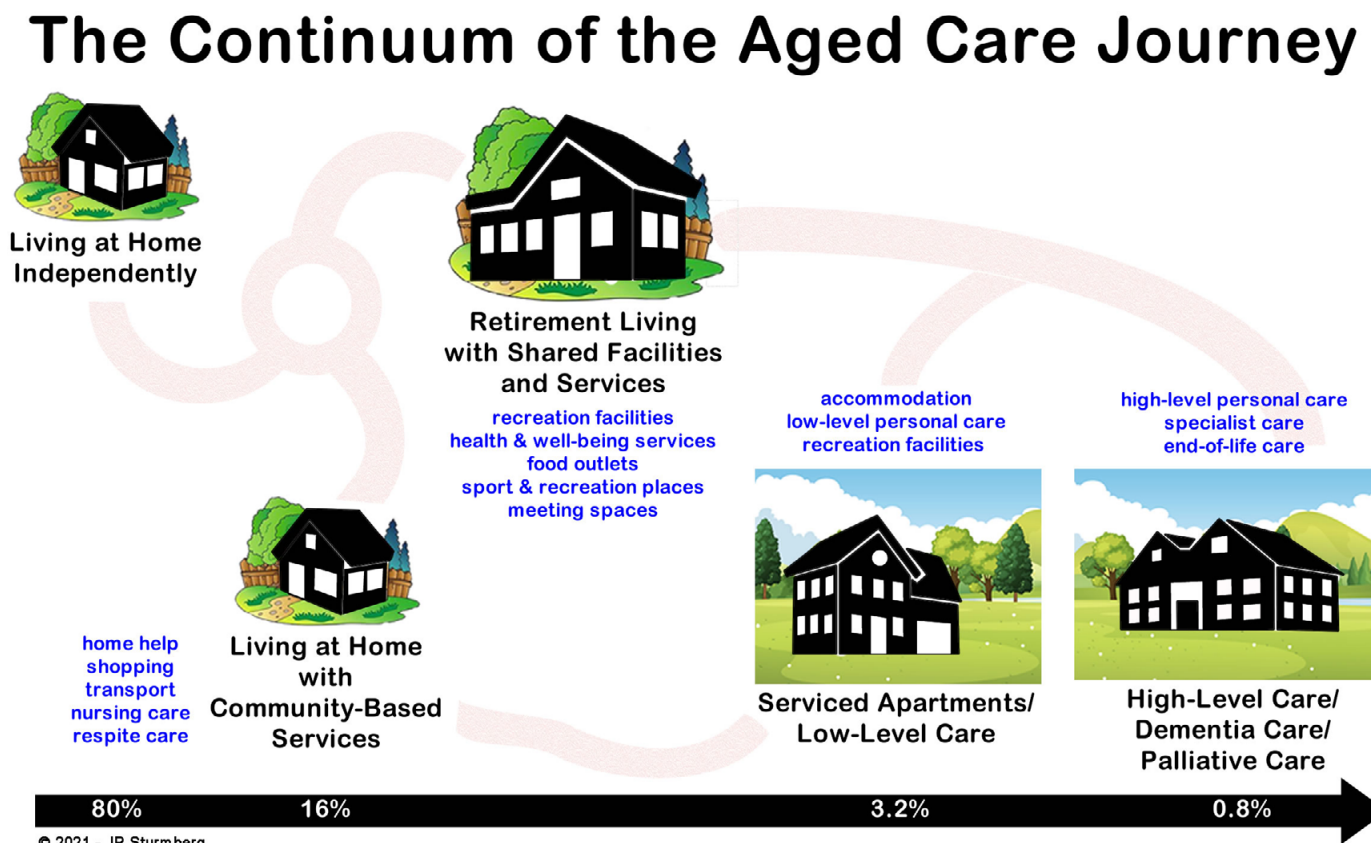 The Continuum of the Aged Care Journey
Living at Home
Independently
Retirement Living
with Shared Facilities
and Services
recreation facilities
health & well-being services
food outlets
sport & recreation places
meeting spaces
accommodation
low-level personal care
recreation facilities
high-level personal care
specialist care
end-of-life care
home help
shopping
transport
nursing care
respite care
Living at Home
with
Community-Based
Services
Serviced Apartments/
Low-Level Care
High-Level Care/
Dementia Care/
Palliative Care
80% 16% 3.2% 0.8%
© 2021 - JP Sturmberg